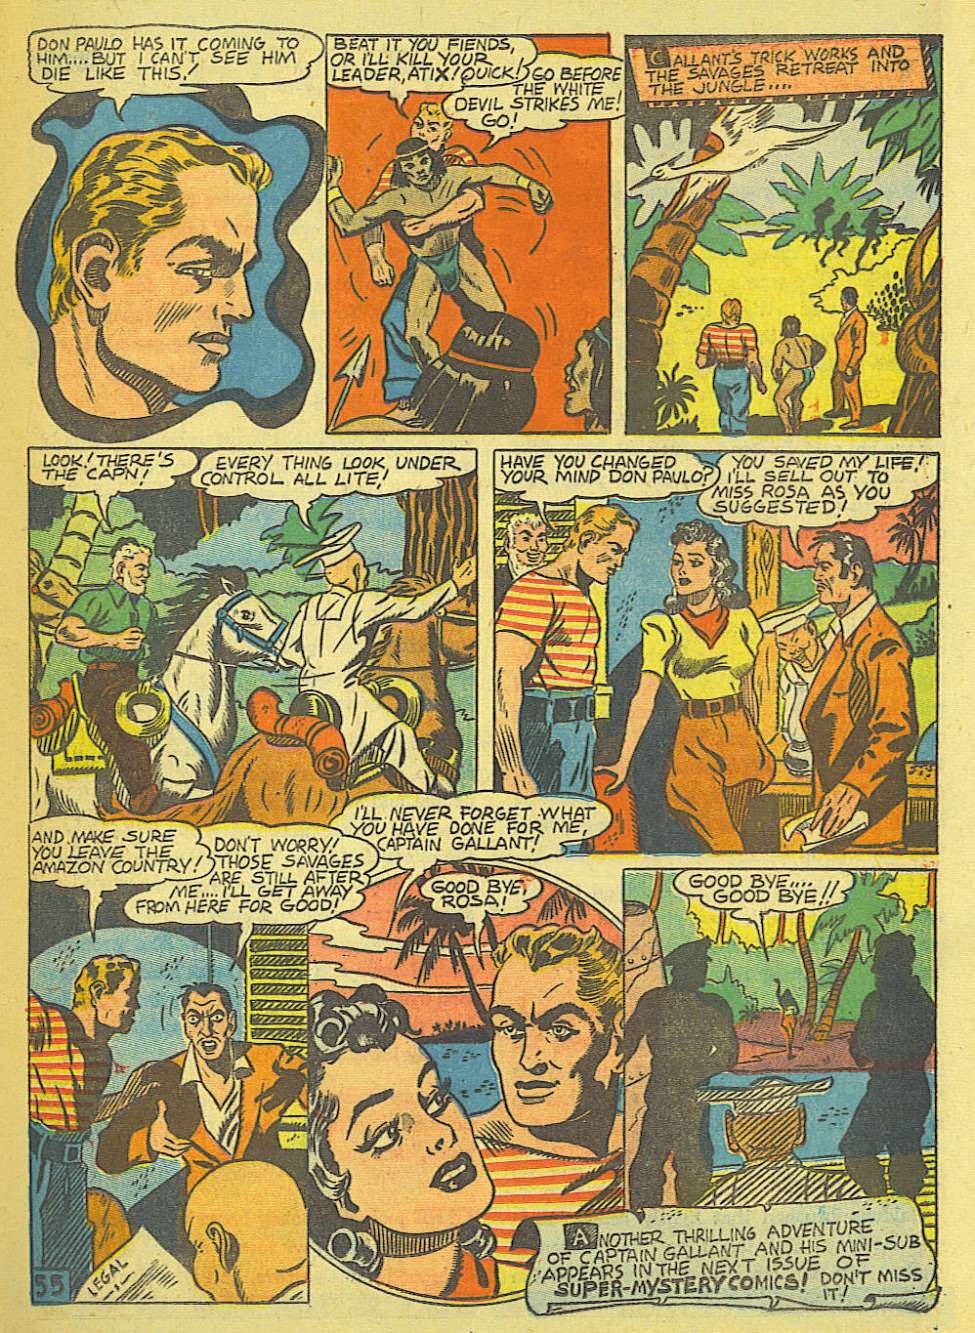 DON PAULO HAS IT COMING TO
HIM....BUT I CAN'T SEE HIM
DIE LIKE THIS!
BEAT IT YOU FIENDS,
OR I'LL KILL YOUR
LEADER, ATIX! QUICK!
GO BEFORE
THE WHITE
DEVIL STRIKES ME!
GO!
GALLANT'S TRICK WORKS AND
THE SAVAGES RETREAT INTO
THE JUNGLE....
LOOK! THERE'S
THE CAP'N!
EVERY THING LOOK, UNDER
CONTROL ALL LITE!
HAVE YOU CHANGED
YOUR MIND DON PAULO?
YOU SAVED MY LIFE!
I'LL SELL OUT TO
MISS ROSA AS YOU
SUGGESTED!
AND MAKE SURE
YOU LEAVE THE
AMAZON COUNTRY!
DON'T WORRY!
THOSE SAVAGES
ARE STILL AFTER
ME....I'LL GET AWAY
FROM HERE FOR GOOD!
LEGAL
55
I'LL NEVER FORGET WHAT
YOU HAVE DONE FOR ME,
CAPTAIN GALLANT!
GOOD BYE,
ROSA!
GOOD BYE....
GOOD BYE!!
ANOTHER THRILLING ADVENTURE
OF CAPTAIN GALLANT AND HIS MINI-SUB
APPEARS IN THE NEXT ISSUE OF
SUPER-MYSTERY COMICS! DON'T MISS
IT!